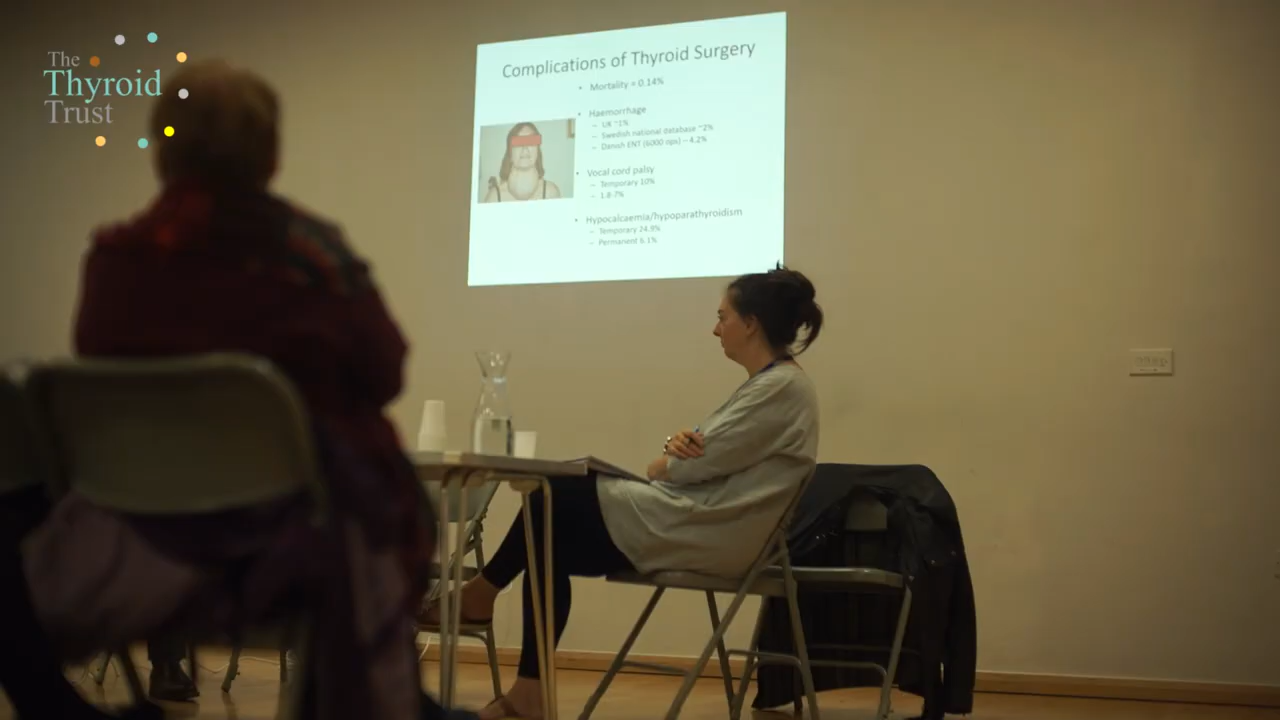 The
Thyroid
Trust
Complications of Thyroid Surgery
• Mortality = 0.14%
• Haemorrhage
– UK ~1%
– Swedish national database ~2%
– Danish ENT (6000 ops) – 4.2%
• Vocal cord palsy
– Temporary 10%
– 1.8-7%
• Hypocalcaemia/hypoparathyroidism
– Temporary 24.9%
– Permanent 6.1%